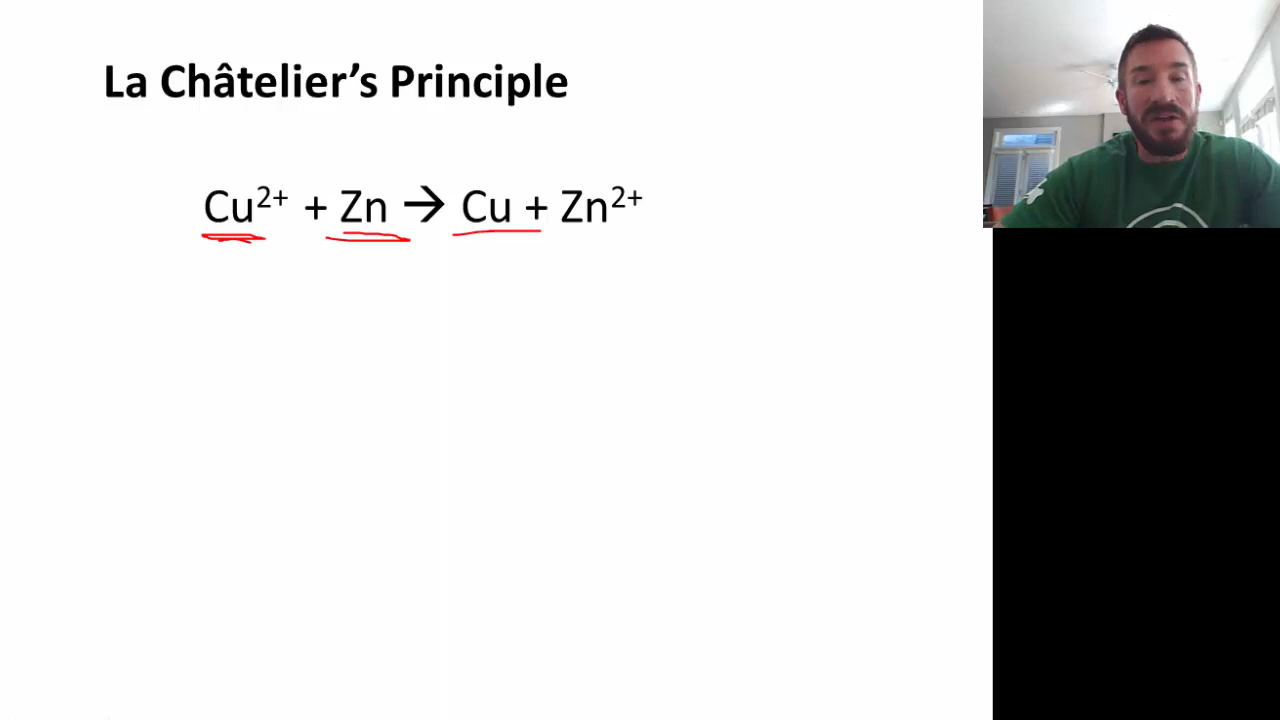 La Châtelier’s Principle
Cu²⁺ + Zn → Cu + Zn²⁺